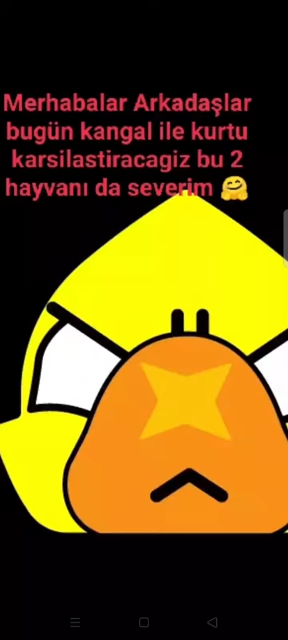 Merhabalar Arkadaşlar
bugün kangal ile kurtu
karsilastiracagiz bu 2
hayvanı da severim 🤗